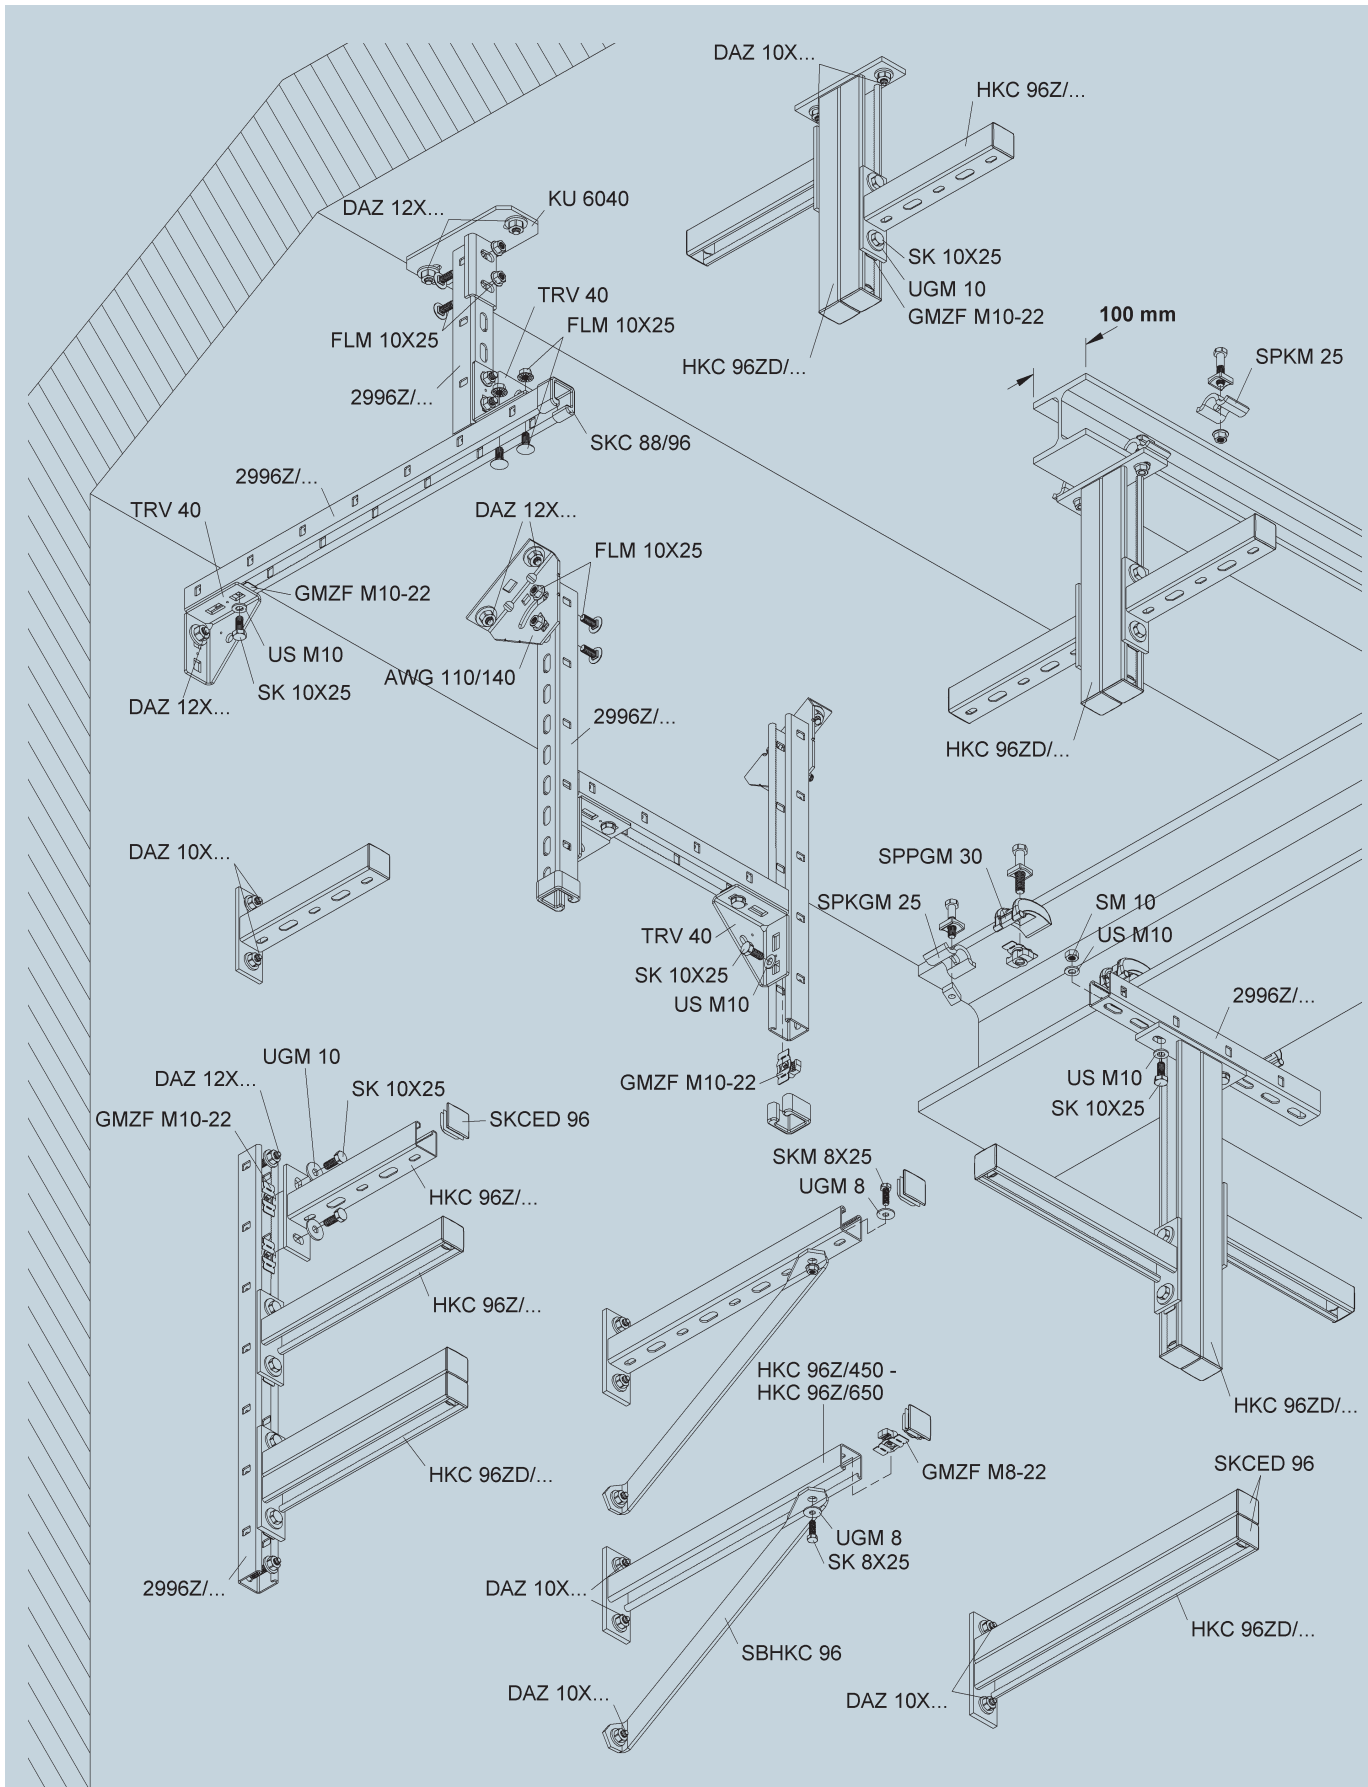 DAZ 10X...
HKC 96Z/...
DAZ 12X...
KU 6040
SK 10X25
UGM 10
GMZF M10-22
TRV 40
FLM 10X25
FLM 10X25
100 mm
SPKM 25
HKC 96ZD/...
2996Z/...
SKC 88/96
2996Z/...
TRV 40
DAZ 12X...
FLM 10X25
GMZF M10-22
US M10
SK 10X25
DAZ 12X...
AWG 110/140
2996Z/...
HKC 96ZD/...
DAZ 10X...
SPPGM 30
SPKGM 25
SM 10
US M10
TRV 40
SK 10X25
US M10
2996Z/...
UGM 10
DAZ 12X...
SK 10X25
GMZF M10-22
GMZF M10-22
US M10
SK 10X25
SKCED 96
SKM 8X25
UGM 8
HKC 96Z/...
HKC 96Z/...
HKC 96Z/450 -
HKC 96Z/650
HKC 96ZD/...
HKC 96ZD/...
GMZF M8-22
SKCED 96
UGM 8
SK 8X25
2996Z/...
DAZ 10X...
SBHKC 96
HKC 96ZD/...
DAZ 10X...
DAZ 10X...